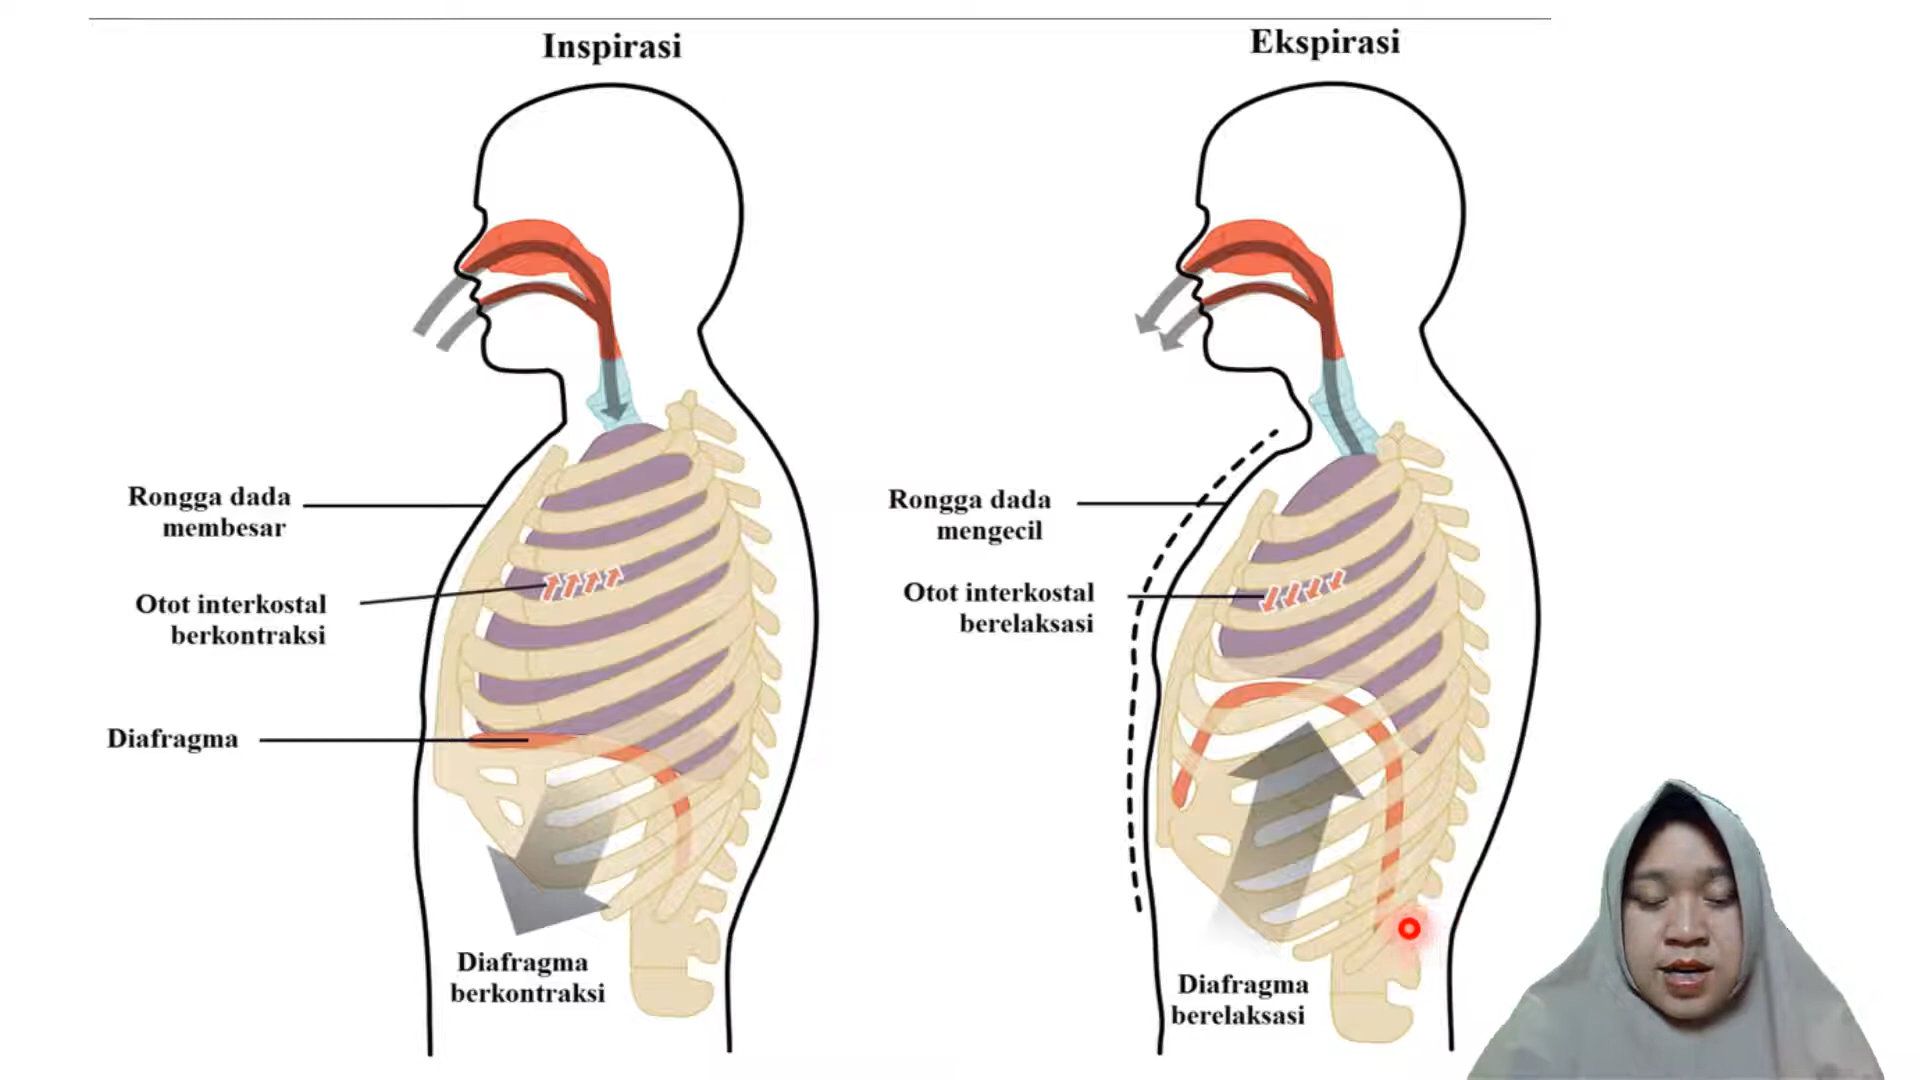 Inspirasi
Rongga dada
membesar
Otot interkostal
berkontraksi
Diafragma
Diafragma
berkontraksi
Ekspirasi
Rongga dada
mengecil
Otot interkostal
berelaksasi
Diafragma
berelaksasi